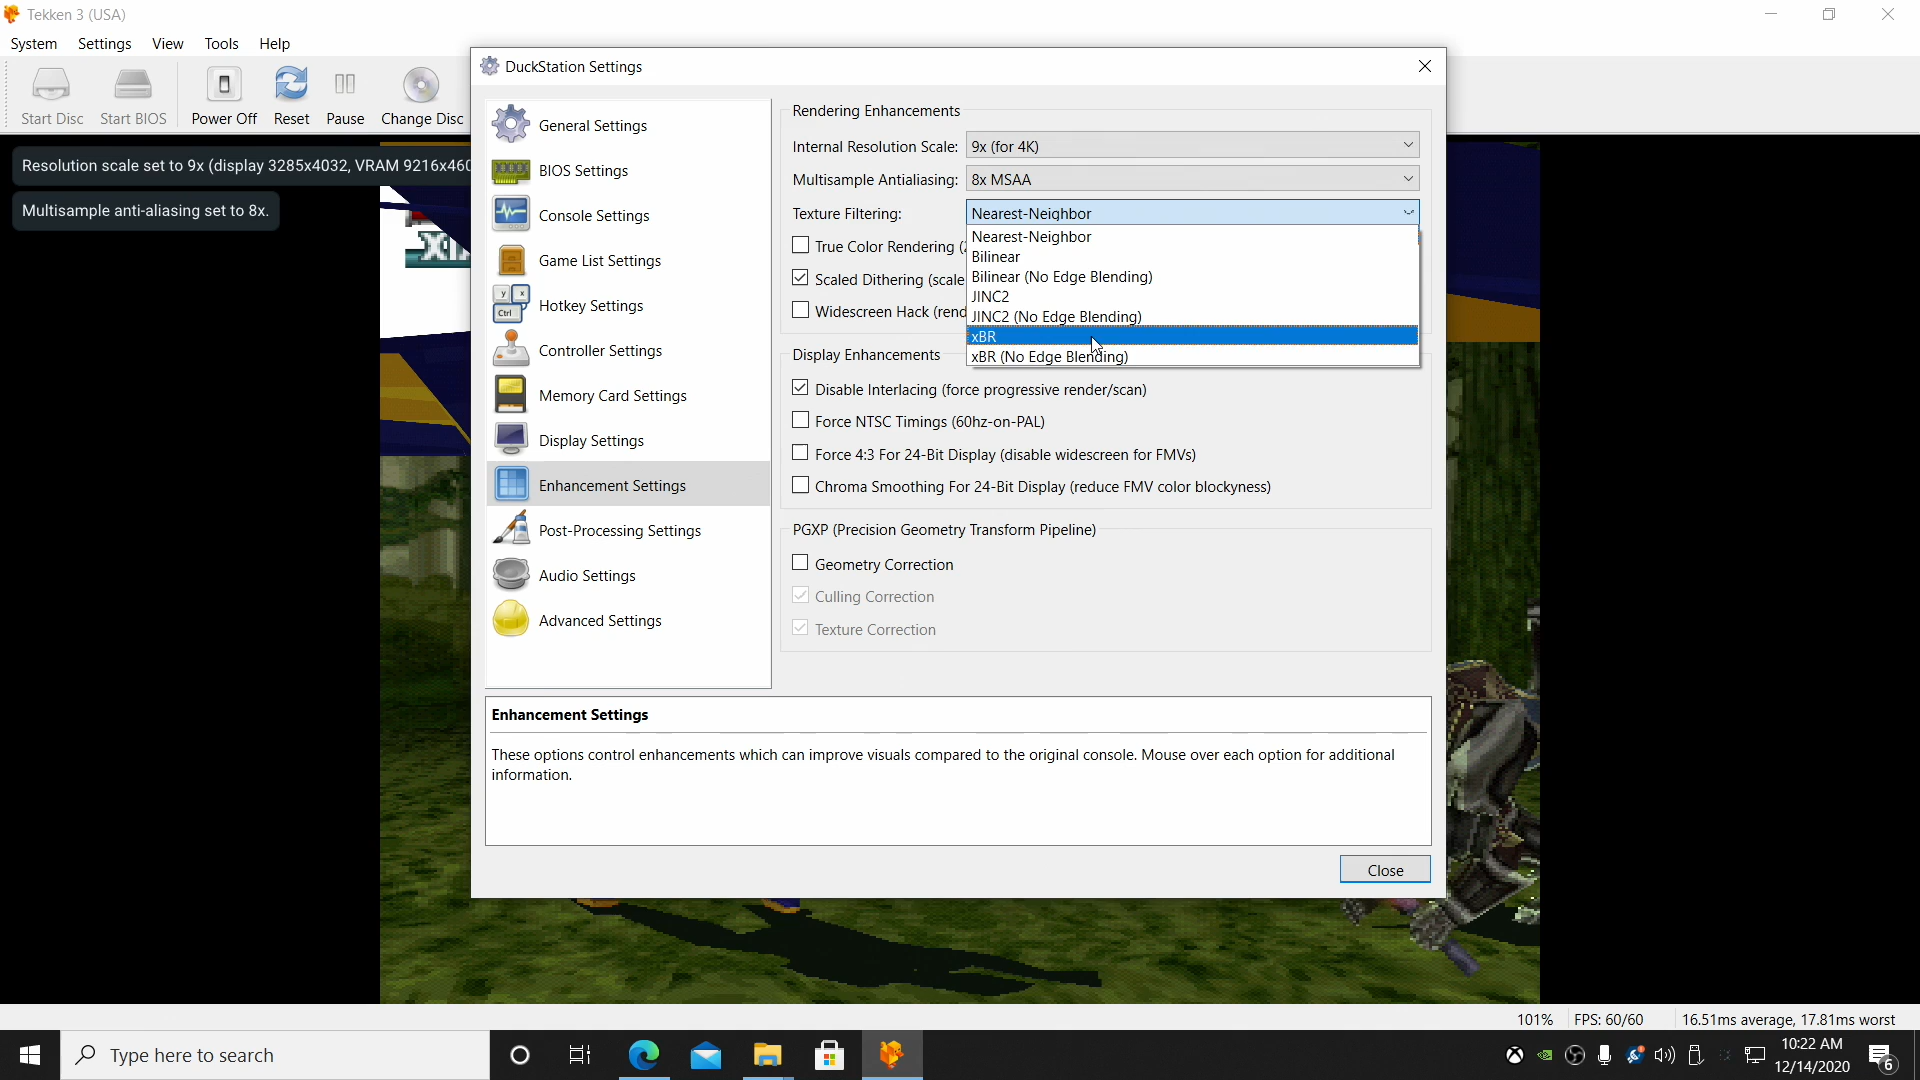 Tekken 3 (USA)
System Settings View Tools Help
Start Disc Start BIOS Power Off Reset Pause Change Disc
Resolution scale set to 9x (display 3285x4032, VRAM 9216x460
Multisample anti-aliasing set to 8x.
DuckStation Settings
General Settings
BIOS Settings
Console Settings
Game List Settings
Hotkey Settings
Controller Settings
Memory Card Settings
Display Settings
Enhancement Settings
Post-Processing Settings
Audio Settings
Advanced Settings
Rendering Enhancements
Internal Resolution Scale: 9x (for 4K)
Multisample Antialiasing: 8x MSAA
Texture Filtering: Nearest-Neighbor
Nearest-Neighbor
Bilinear
Bilinear (No Edge Blending)
JINC2
JINC2 (No Edge Blending)
xBR
xBR (No Edge Blending)
True Color Rendering (
Scaled Dithering (scale
Widescreen Hack (rend
Display Enhancements
Disable Interlacing (force progressive render/scan)
Force NTSC Timings (60hz-on-PAL)
Force 4:3 For 24-Bit Display (disable widescreen for FMVs)
Chroma Smoothing For 24-Bit Display (reduce FMV color blockyness)
PGXP (Precision Geometry Transform Pipeline)
Geometry Correction
Culling Correction
Texture Correction
Enhancement Settings
These options control enhancements which can improve visuals compared to the original console. Mouse over each option for additional
information.
Close
101% FPS: 60/60 16.51ms average, 17.81ms worst
Type here to search
10:22 AM
12/14/2020
6